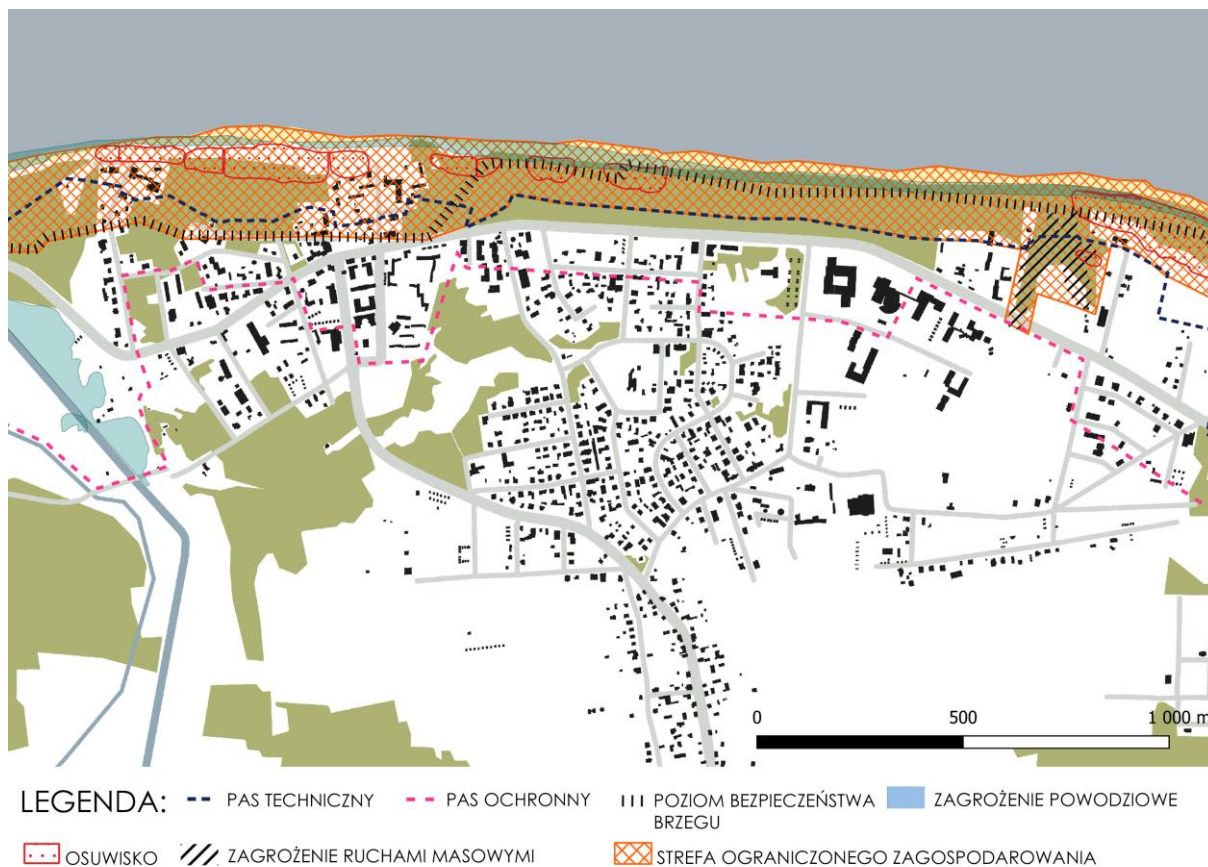 0 500 1 000 m
LEGENDA: PAS TECHNICZNY PAS OCHRONNY POZIOM BEZPIECZEŃSTWA ZAGROŻENIE POWODZIOWE
BRZEGU
OSUWISKO ZAGROŻENIE RUCHAMI MASOWYMI STREFA OGRANICZONEGO ZAGOSPODAROWANIA